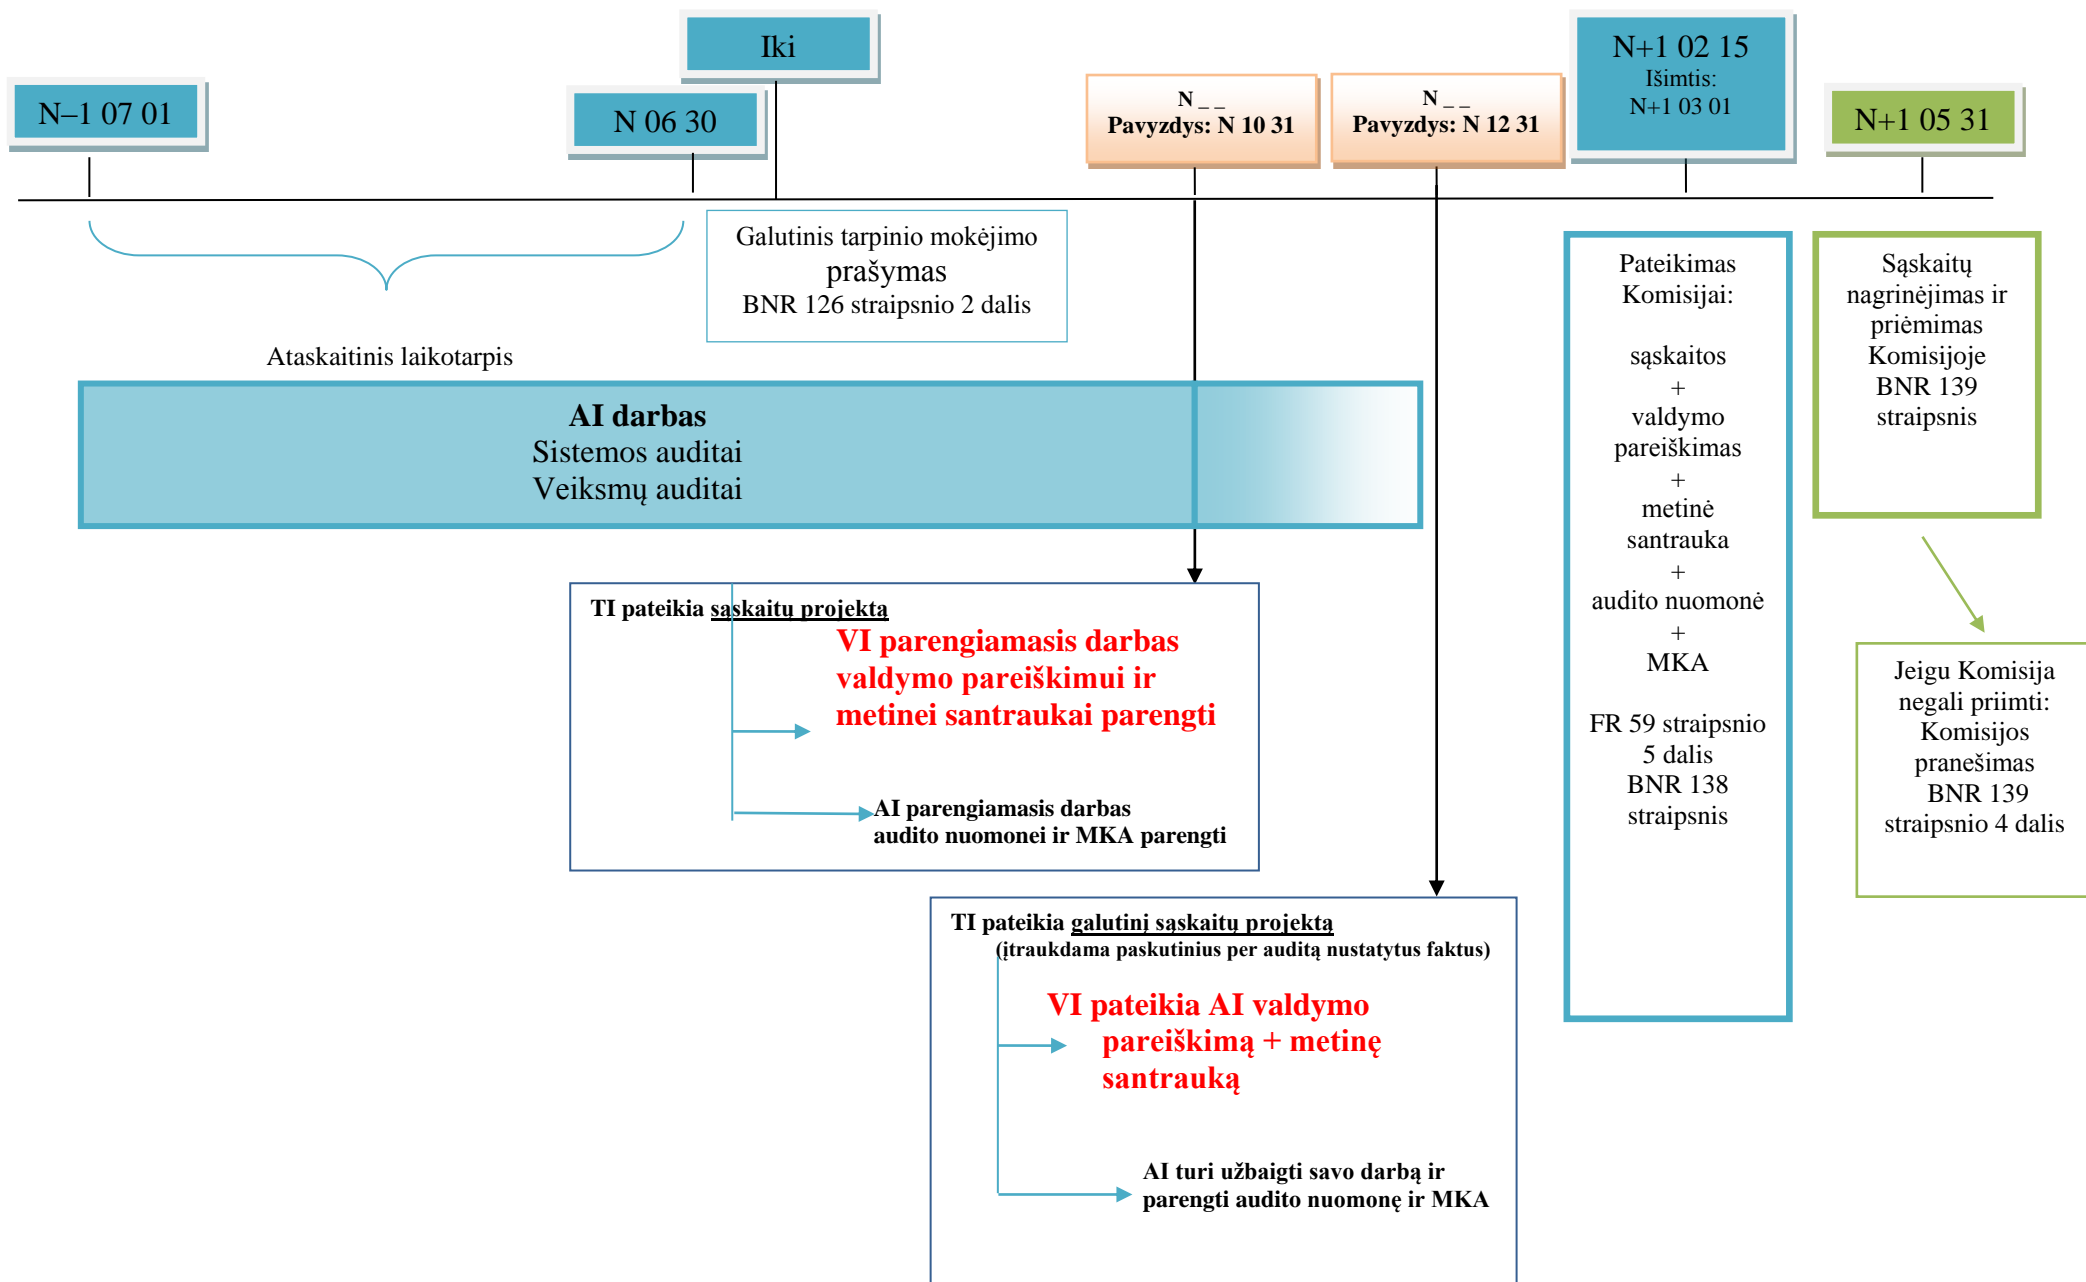 N–1 07 01
N 06 30
Iki
N _ _
Pavyzdys: N 10 31
N _ _
Pavyzdys: N 12 31
N+1 02 15
Išimtis:
N+1 03 01
N+1 05 31
Ataskaitinis laikotarpis
Galutinis tarpinio mokėjimo
prašymas
BNR 126 straipsnio 2 dalis
AI darbas
Sistemos auditai
Veiksmų auditai
TI pateikia sąskaitų projektą
VI parengiamasis darbas
valdymo pareiškimui ir
metinei santraukai parengti
AI parengiamasis darbas
audito nuomonei ir MKA parengti
TI pateikia galutinį sąskaitų projektą
(įtraukdama paskutinius per auditą nustatytus faktus)
VI pateikia AI valdymo
pareiškimą + metinę
santrauką
AI turi užbaigti savo darbą ir
parengti audito nuomonę ir MKA
Pateikimas
Komisijai:
sąskaitos
+
valdymo
pareiškimas
+
metinė
santrauka
+
audito nuomonė
+
MKA
FR 59 straipsnio
5 dalis
BNR 138
straipsnis
Sąskaitų
nagrinėjimas ir
priėmimas
Komisijoje
BNR 139
straipsnis
Jeigu Komisija
negali priimti:
Komisijos
pranešimas
BNR 139
straipsnio 4 dalis